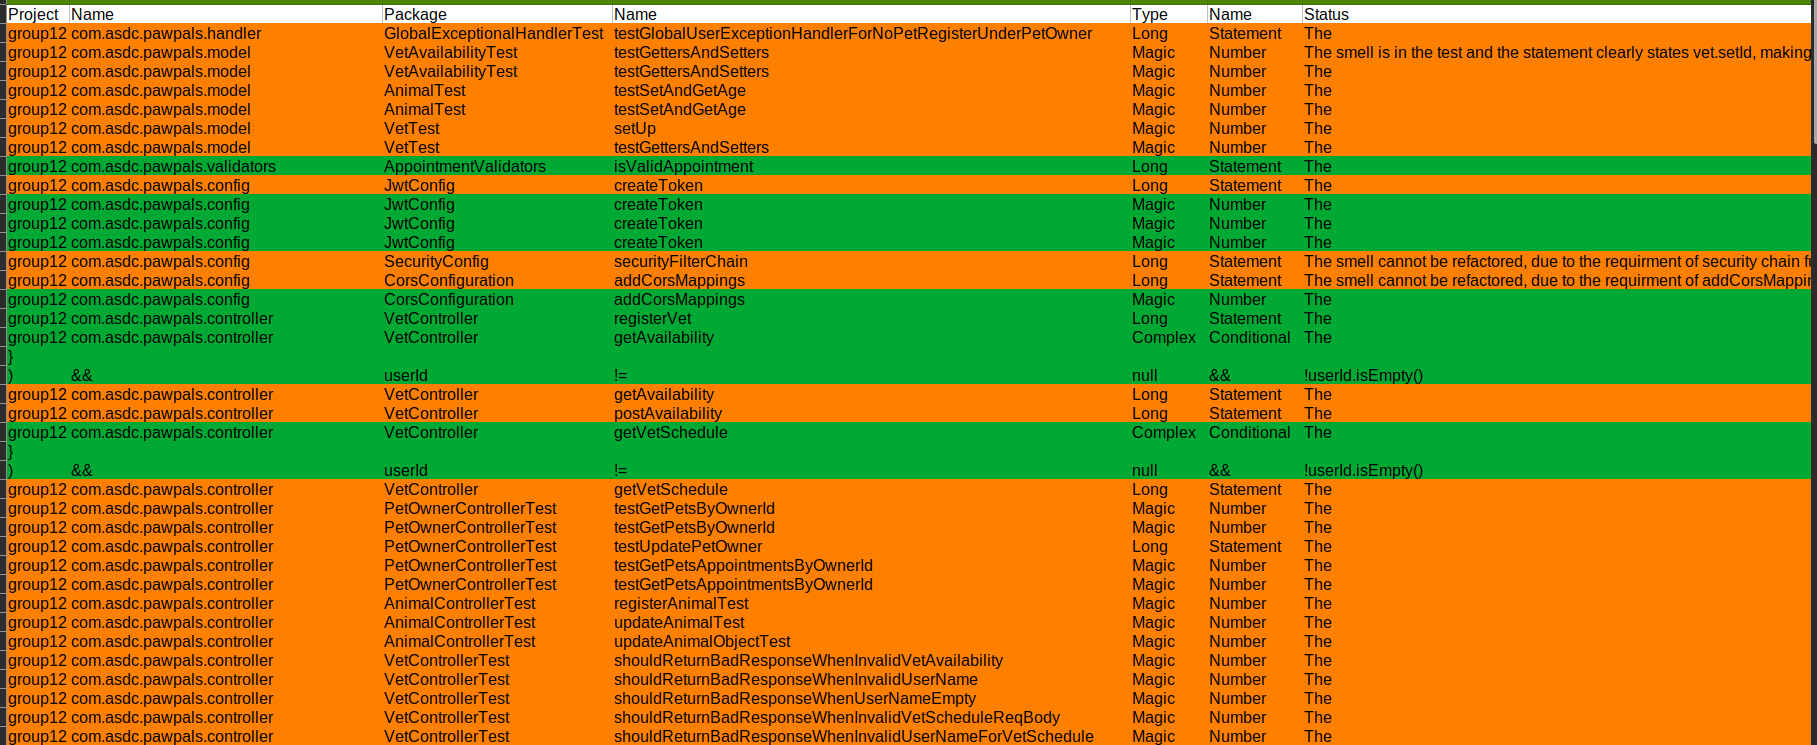 Project Name Package Name Type Name Status
group12 com.asdc.pawpals.handler GlobalExceptionalHandlerTest testGlobalUserExceptionHandlerForNoPetRegisterUnderPetOwner Long Statement The
group12 com.asdc.pawpals.model VetAvailabilityTest testGettersAndSetters Magic Number The smell is in the test and the statement clearly states vet.setId, making
group12 com.asdc.pawpals.model VetAvailabilityTest testGettersAndSetters Magic Number The
group12 com.asdc.pawpals.model AnimalTest testSetAndGetAge Magic Number The
group12 com.asdc.pawpals.model AnimalTest testSetAndGetAge Magic Number The
group12 com.asdc.pawpals.model VetTest setUp Magic Number The
group12 com.asdc.pawpals.model VetTest testGettersAndSetters Magic Number The
group12 com.asdc.pawpals.validators AppointmentValidators isValidAppointment Long Statement The
group12 com.asdc.pawpals.config JwtConfig createToken Long Statement The
group12 com.asdc.pawpals.config JwtConfig createToken Magic Number The
group12 com.asdc.pawpals.config JwtConfig createToken Magic Number The
group12 com.asdc.pawpals.config JwtConfig createToken Magic Number The
group12 com.asdc.pawpals.config SecurityConfig securityFilterChain Long Statement The smell cannot be refactored, due to the requirment of security chain
group12 com.asdc.pawpals.config CorsConfiguration addCorsMappings Long Statement The smell cannot be refactored, due to the requirment of addCorsMappin
group12 com.asdc.pawpals.config CorsConfiguration addCorsMappings Magic Number The
group12 com.asdc.pawpals.controller VetController registerVet Long Statement The
group12 com.asdc.pawpals.controller VetController getAvailability Complex Conditional The
}
) && userId != null && !userId.isEmpty()
group12 com.asdc.pawpals.controller VetController getAvailability Long Statement The
group12 com.asdc.pawpals.controller VetController postAvailability Long Statement The
group12 com.asdc.pawpals.controller VetController getVetSchedule Complex Conditional The
}
) && userId != null && !userId.isEmpty()
group12 com.asdc.pawpals.controller VetController getVetSchedule Long Statement The
group12 com.asdc.pawpals.controller PetOwnerControllerTest testGetPetsByOwnerId Magic Number The
group12 com.asdc.pawpals.controller PetOwnerControllerTest testGetPetsByOwnerId Magic Number The
group12 com.asdc.pawpals.controller PetOwnerControllerTest testUpdatePetOwner Long Statement The
group12 com.asdc.pawpals.controller PetOwnerControllerTest testGetPetsAppointmentsByOwnerId Magic Number The
group12 com.asdc.pawpals.controller PetOwnerControllerTest testGetPetsAppointmentsByOwnerId Magic Number The
group12 com.asdc.pawpals.controller AnimalControllerTest registerAnimalTest Magic Number The
group12 com.asdc.pawpals.controller AnimalControllerTest updateAnimalTest Magic Number The
group12 com.asdc.pawpals.controller AnimalControllerTest updateAnimalObjectTest Magic Number The
group12 com.asdc.pawpals.controller VetControllerTest shouldReturnBadResponseWhenInvalidVetAvailability Magic Number The
group12 com.asdc.pawpals.controller VetControllerTest shouldReturnBadResponseWhenInvalidUserName Magic Number The
group12 com.asdc.pawpals.controller VetControllerTest shouldReturnBadResponseWhenUserNameEmpty Magic Number The
group12 com.asdc.pawpals.controller VetControllerTest shouldReturnBadResponseWhenInvalidVetScheduleReqBody Magic Number The
group12 com.asdc.pawpals.controller VetControllerTest shouldReturnBadResponseWhenInvalidUserNameForVetSchedule Magic Number The